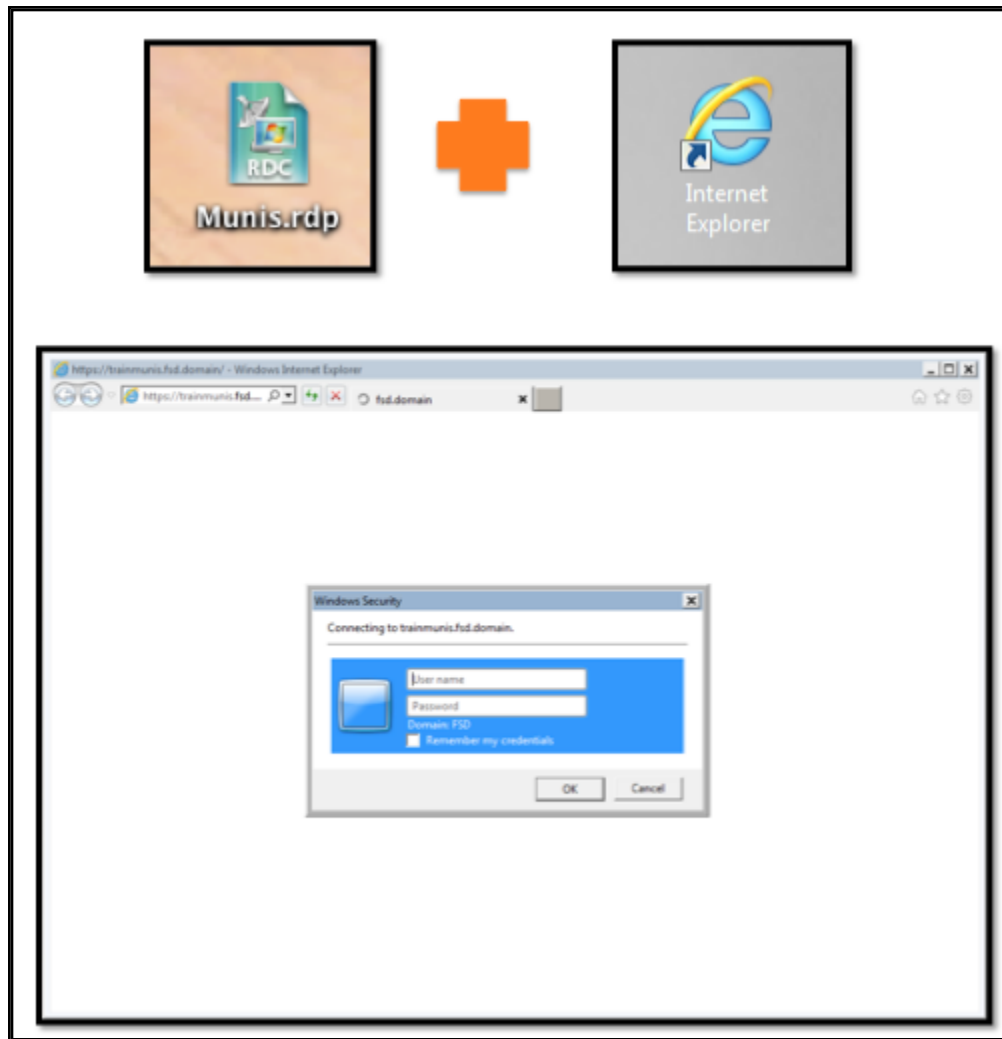 RDC
Munis.rdp
Internet
Explorer
https://trainmunis.fsd.domain/ - Windows Internet Explorer
https://trainmunis.fsd... fsd.domain
Windows Security
Connecting to trainmunis.fsd.domain.
User name
Password
Domain: FSD
Remember my credentials
OK Cancel